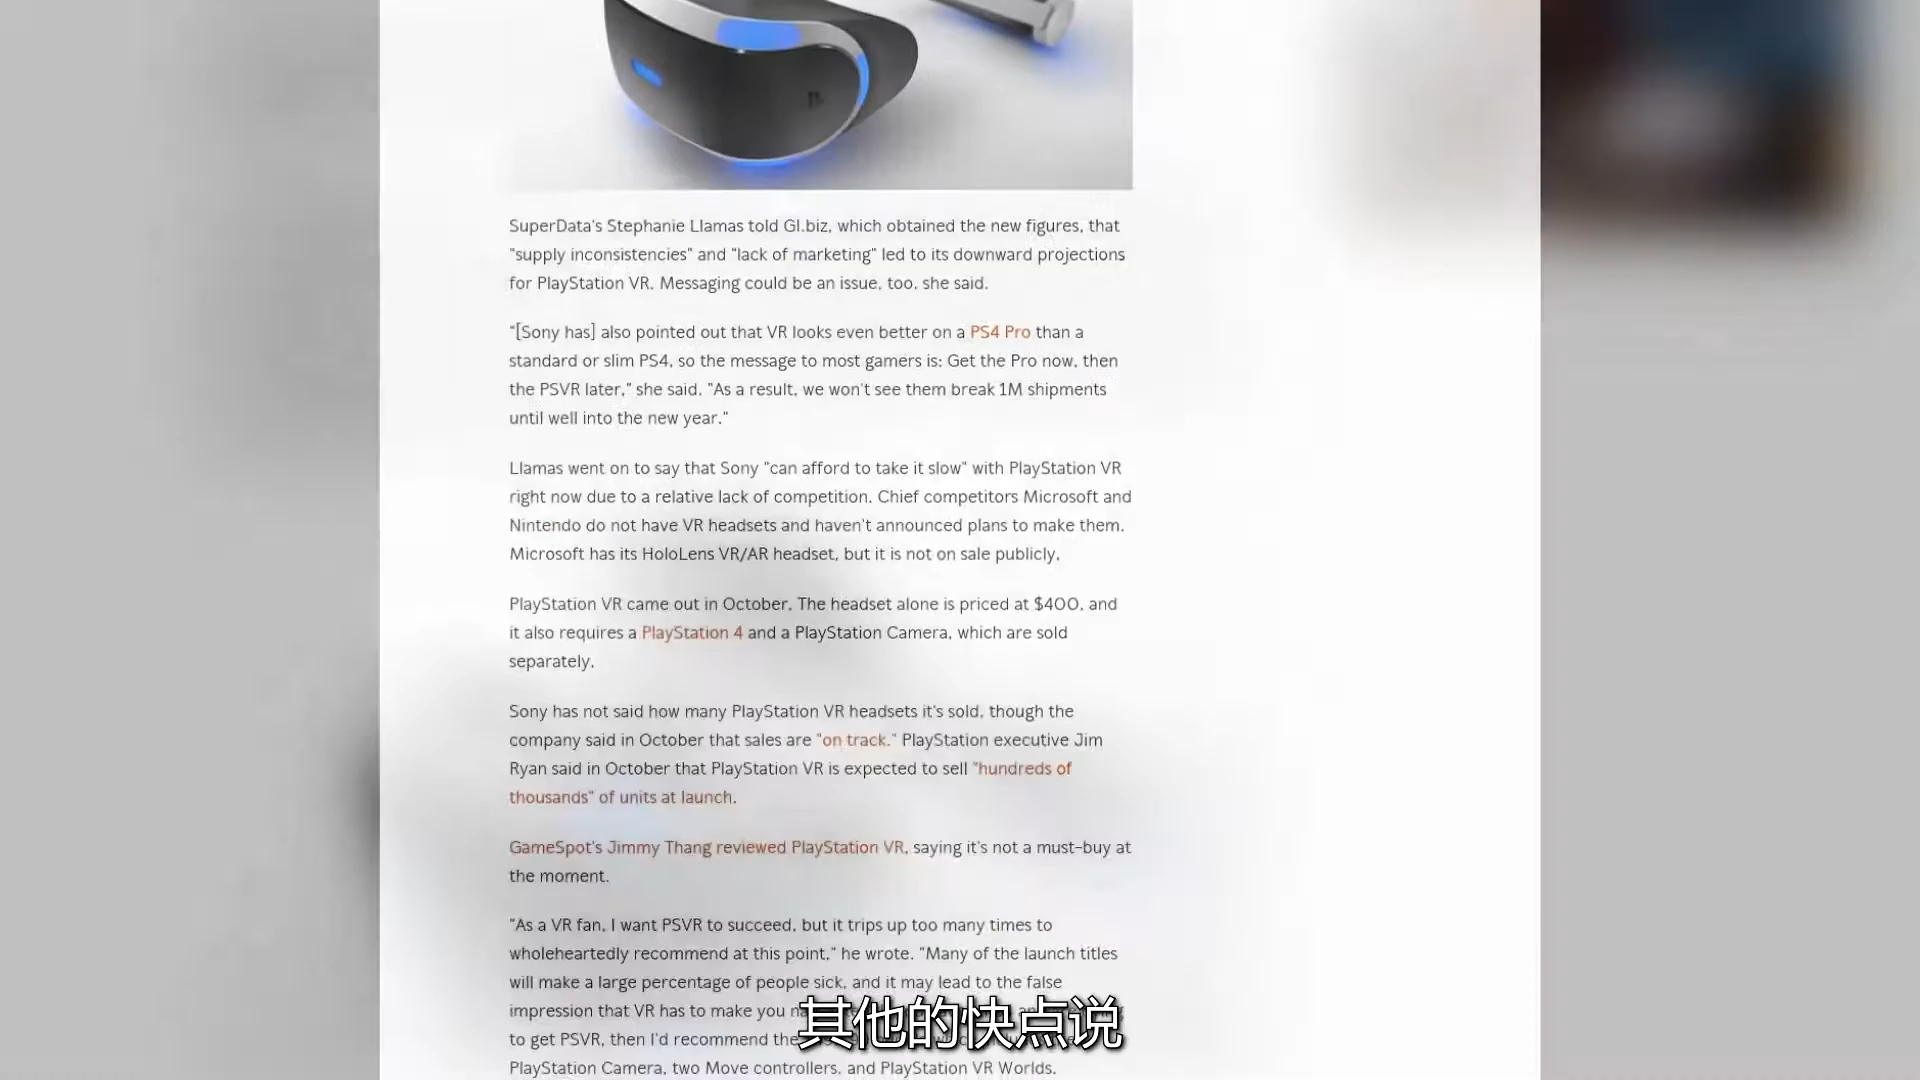 SuperData's Stephanie Llamas told GI.biz, which obtained the new figures, that
"supply inconsistencies" and "lack of marketing" led to its downward projections
for PlayStation VR. Messaging could be an issue, too, she said.
"[Sony has] also pointed out that VR looks even better on a PS4 Pro than a
standard or slim PS4, so the message to most gamers is: Get the Pro now, then
the PSVR later," she said. "As a result, we won't see them break 1M shipments
until well into the new year."
Llamas went on to say that Sony "can afford to take it slow" with PlayStation VR
right now due to a relative lack of competition. Chief competitors Microsoft and
Nintendo do not have VR headsets and haven't announced plans to make them.
Microsoft has its HoloLens VR/AR headset, but it is not on sale publicly.
PlayStation VR came out in October. The headset alone is priced at $400, and
it also requires a PlayStation 4 and a PlayStation Camera, which are sold
separately.
Sony has not said how many PlayStation VR headsets it's sold, though the
company said in October that sales are "on track." PlayStation executive Jim
Ryan said in October that PlayStation VR is expected to sell "hundreds of
thousands" of units at launch.
GameSpot's Jimmy Thang reviewed PlayStation VR, saying it's not a must-buy at
the moment.
"As a VR fan, I want PSVR to succeed, but it trips up too many times to
wholeheartedly recommend at this point," he wrote. "Many of the launch titles
will make a large percentage of people sick, and it may lead to the false
impression that VR has to make you
to get PSVR, then I'd recommend the
PlayStation Camera, two Move controllers, and PlayStation VR Worlds.
其他的快点说